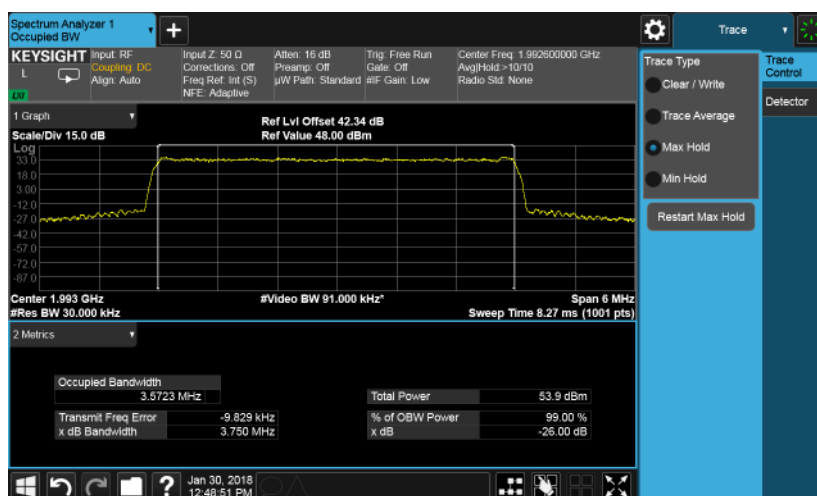 Spectrum Analyzer 1
Occupied BW
+
Trace
KEYSIGHT
L
LXI
Input: RF
Coupling: DC
Align: Auto
Input Z: 50 Ω
Corrections: Off
Freq Ref: Int (S)
NFE: Adaptive
Atten: 16 dB
Preamp: Off
µW Path: Standard
Trig: Free Run
Gate: Off
#IF Gain: Low
Center Freq: 1.992600000 GHz
Avg|Hold:>10/10
Radio Std: None
Trace Type
Clear / Write
Trace Average
Max Hold
Min Hold
Restart Max Hold
Trace
Control
Detector
1 Graph
Scale/Div 15.0 dB
Ref Lvl Offset 42.34 dB
Ref Value 48.00 dBm
Log
33.0
18.0
3.00
-12.0
-27.0
-42.0
-57.0
-72.0
-87.0
Center 1.993 GHz
#Res BW 30.000 kHz
#Video BW 91.000 kHz*
Span 6 MHz
Sweep Time 8.27 ms (1001 pts)
2 Metrics
Occupied Bandwidth
3.5723 MHz
Total Power 53.9 dBm
Transmit Freq Error -9.829 kHz
% of OBW Power 99.00 %
x dB Bandwidth 3.750 MHz
x dB -26.00 dB
?
Jan 30, 2018
12:48:51 PM